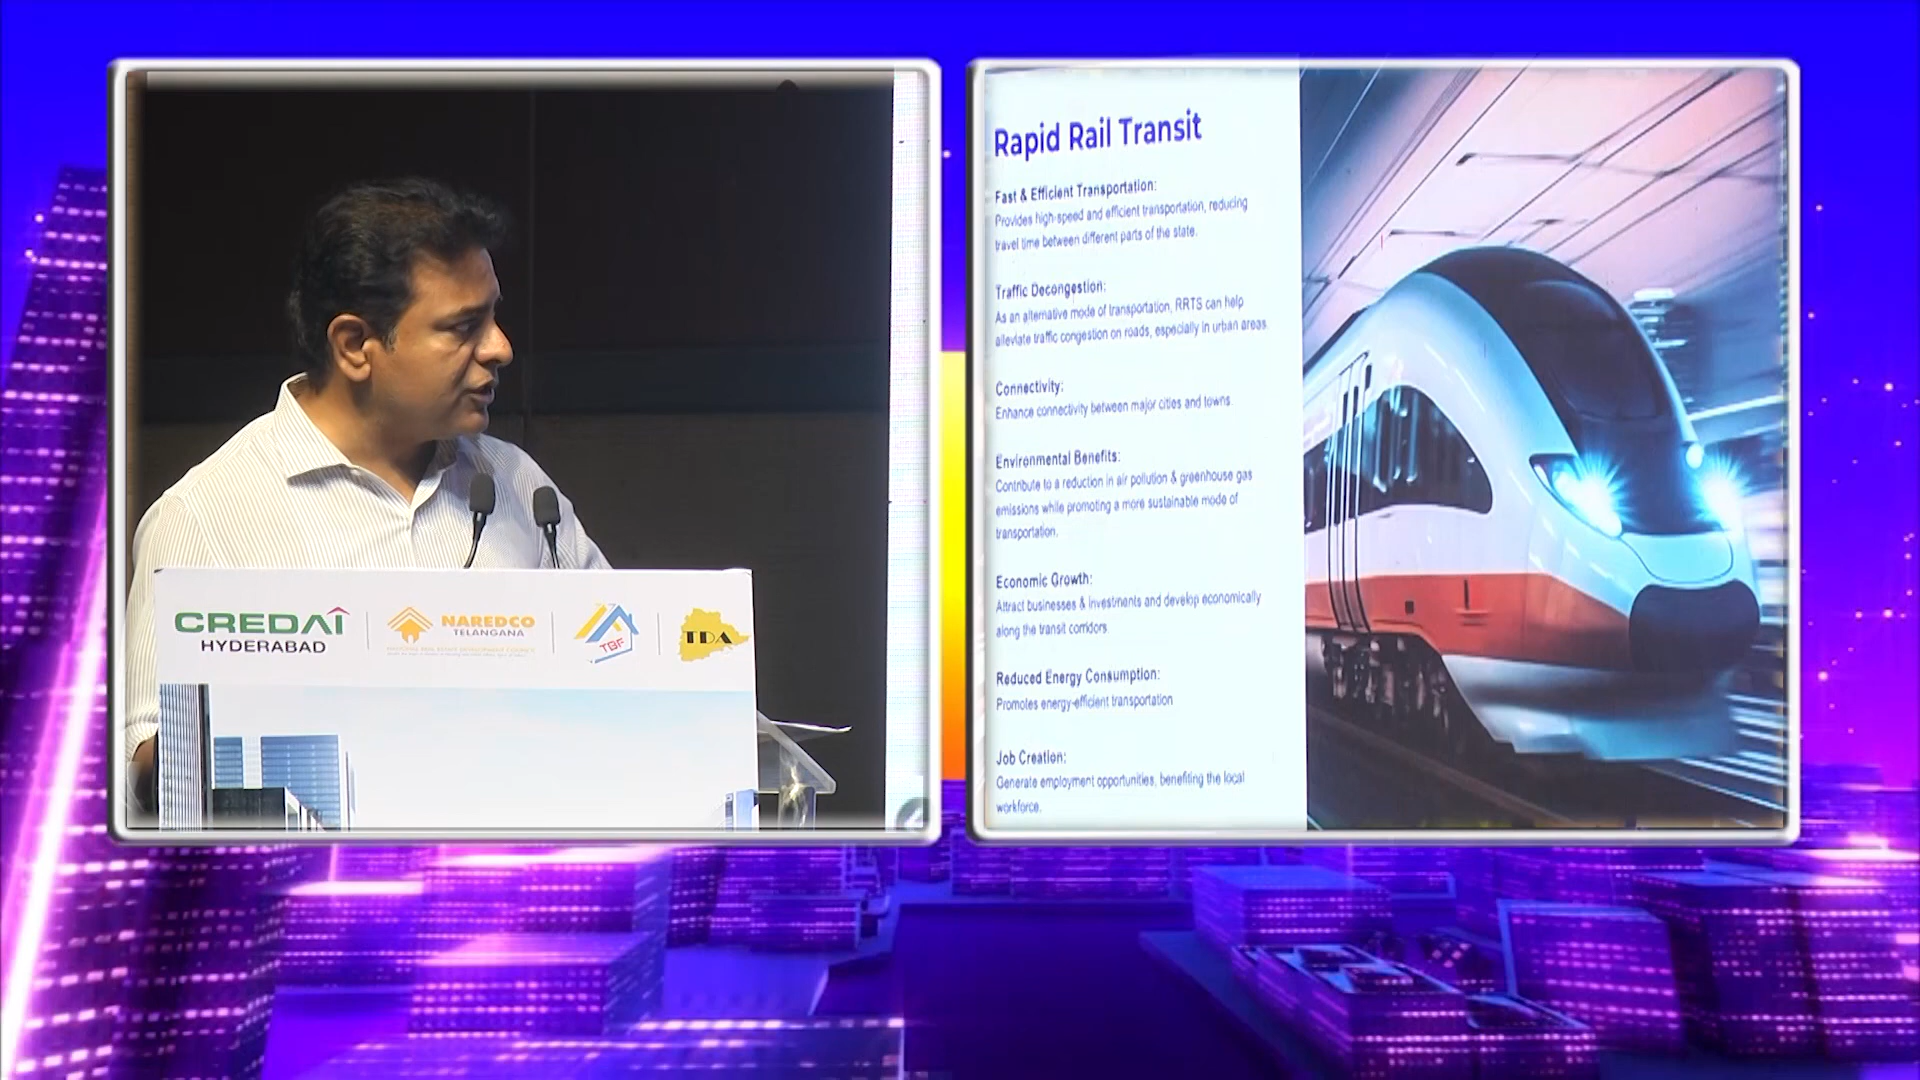 CREDAI
HYDERABAD
NAREDCO
TELANGANA
TBF
TDA
Rapid Rail Transit
Fast & Efficient Transportation:
Provides high-speed and efficient transportation, reducing
travel time between different parts of the state.
Traffic Decongestion:
As an alternative mode of transportation, RRTS can help
alleviate traffic congestion on roads, especially in urban areas.
Connectivity:
Enhance connectivity between major cities and towns.
Environmental Benefits:
Contribute to a reduction in air pollution & greenhouse gas
emissions while promoting a more sustainable mode of
transportation.
Economic Growth:
Attract businesses & investments and develop economically
along the transit corridors
Reduced Energy Consumption:
Promotes energy-efficient transportation
Job Creation:
Generate employment opportunities, benefiting the local
workforce.